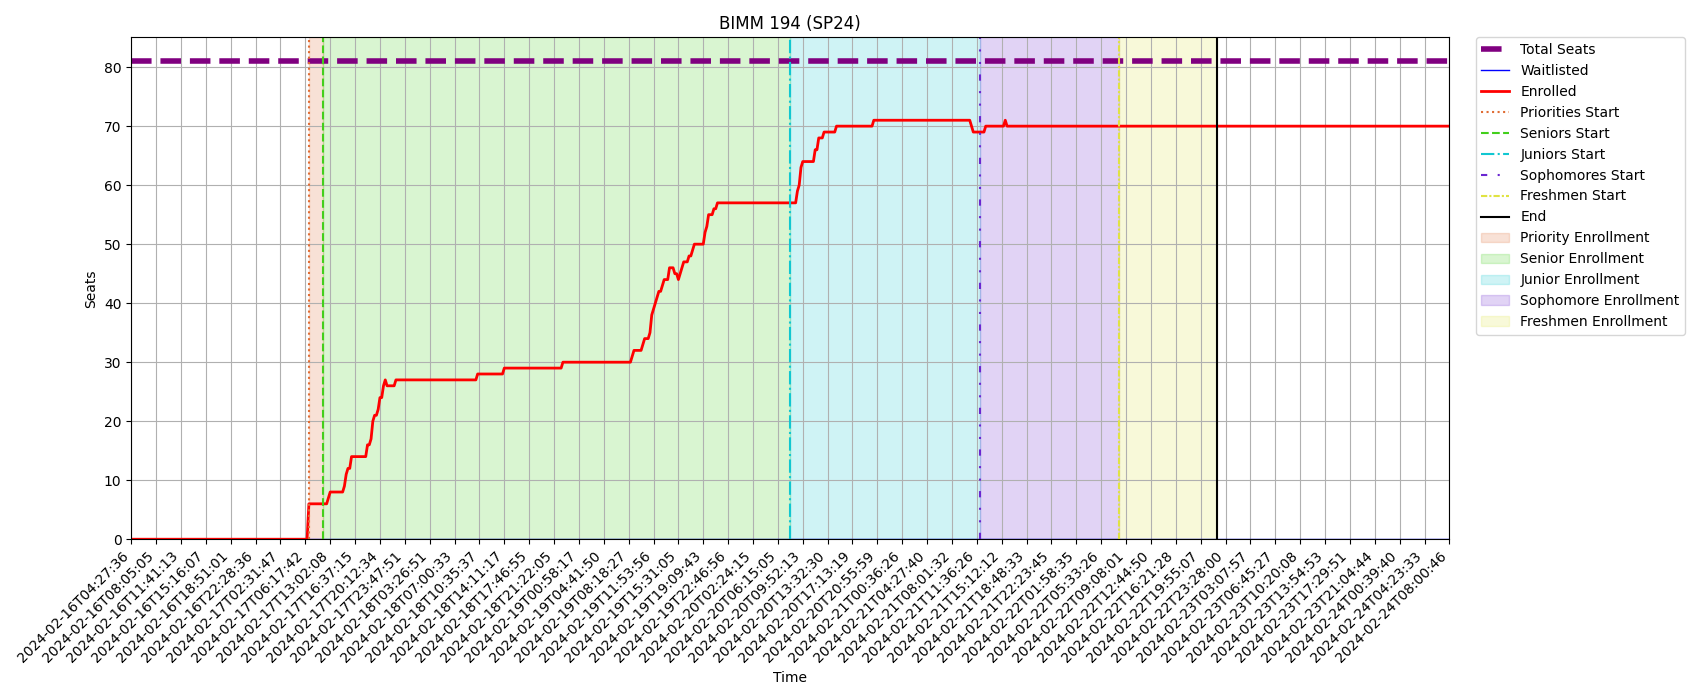 BIMM 194 (SP24)
Seats
80
70
60
50
40
30
20
10
0
2024-02-16T04:27:36
2024-02-16T08:05:05
2024-02-16T11:41:13
2024-02-16T15:16:07
2024-02-16T18:51:01
2024-02-16T22:28:36
2024-02-17T02:31:47
2024-02-17T06:17:42
2024-02-17T13:02:08
2024-02-17T16:37:15
2024-02-17T20:12:34
2024-02-17T23:47:51
2024-02-18T03:26:51
2024-02-18T07:00:33
2024-02-18T10:35:37
2024-02-18T14:11:17
2024-02-18T17:46:55
2024-02-18T21:22:05
2024-02-19T00:58:17
2024-02-19T04:41:50
2024-02-19T08:18:27
2024-02-19T11:53:56
2024-02-19T15:31:05
2024-02-19T19:09:43
2024-02-19T22:46:56
2024-02-20T02:24:15
2024-02-20T06:15:05
2024-02-20T09:52:13
2024-02-20T13:32:30
2024-02-20T17:13:19
2024-02-20T20:55:59
2024-02-21T00:36:26
2024-02-21T04:27:40
2024-02-21T08:01:32
2024-02-21T11:36:26
2024-02-21T15:12:12
2024-02-21T18:48:33
2024-02-21T22:23:45
2024-02-22T01:58:35
2024-02-22T05:33:26
2024-02-22T09:08:01
2024-02-22T12:44:50
2024-02-22T16:21:28
2024-02-22T19:55:07
2024-02-22T23:28:00
2024-02-23T03:07:57
2024-02-23T06:45:27
2024-02-23T10:20:08
2024-02-23T13:54:53
2024-02-23T17:29:51
2024-02-23T21:04:44
2024-02-24T00:39:40
2024-02-24T04:23:33
2024-02-24T08:00:46
Time
Total Seats
Waitlisted
Enrolled
Priorities Start
Seniors Start
Juniors Start
Sophomores Start
Freshmen Start
End
Priority Enrollment
Senior Enrollment
Junior Enrollment
Sophomore Enrollment
Freshmen Enrollment